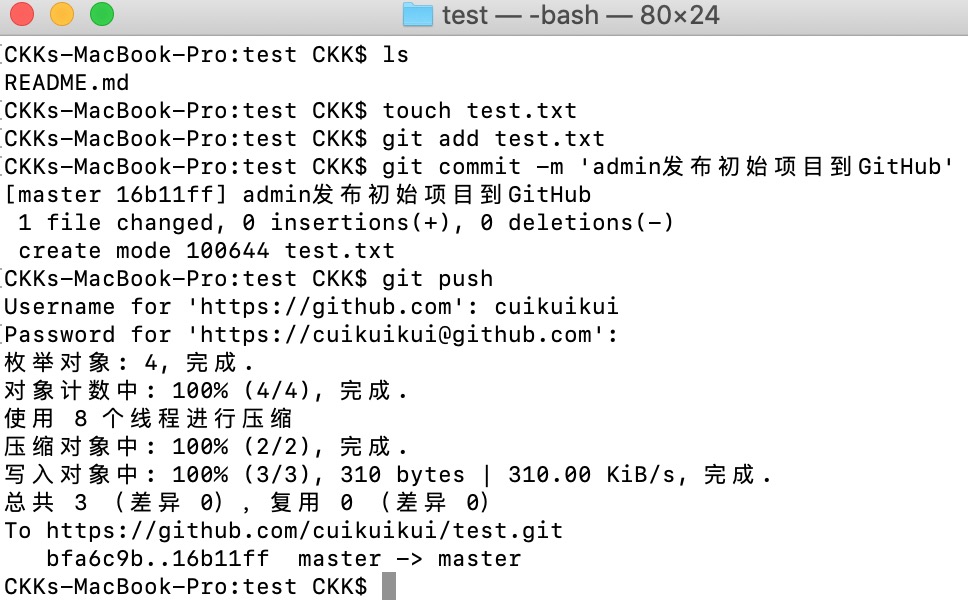 test — -bash — 80×24
CKKs-MacBook-Pro:test CKK$ ls
README.md
CKKs-MacBook-Pro:test CKK$ touch test.txt
CKKs-MacBook-Pro:test CKK$ git add test.txt
CKKs-MacBook-Pro:test CKK$ git commit -m 'admin发布初始项目到GitHub'
[master 16b11ff] admin发布初始项目到GitHub
 1 file changed, 0 insertions(+), 0 deletions(-)
 create mode 100644 test.txt
CKKs-MacBook-Pro:test CKK$ git push
Username for 'https://github.com': cuikuikui
Password for 'https://cuikuikui@github.com':
枚举对象: 4, 完成.
对象计数中: 100% (4/4), 完成.
使用 8 个线程进行压缩
压缩对象中: 100% (2/2), 完成.
写入对象中: 100% (3/3), 310 bytes | 310.00 KiB/s, 完成.
总共 3 （差异 0），复用 0 （差异 0）
To https://github.com/cuikuikui/test.git
   bfa6c9b..16b11ff  master -> master
CKKs-MacBook-Pro:test CKK$